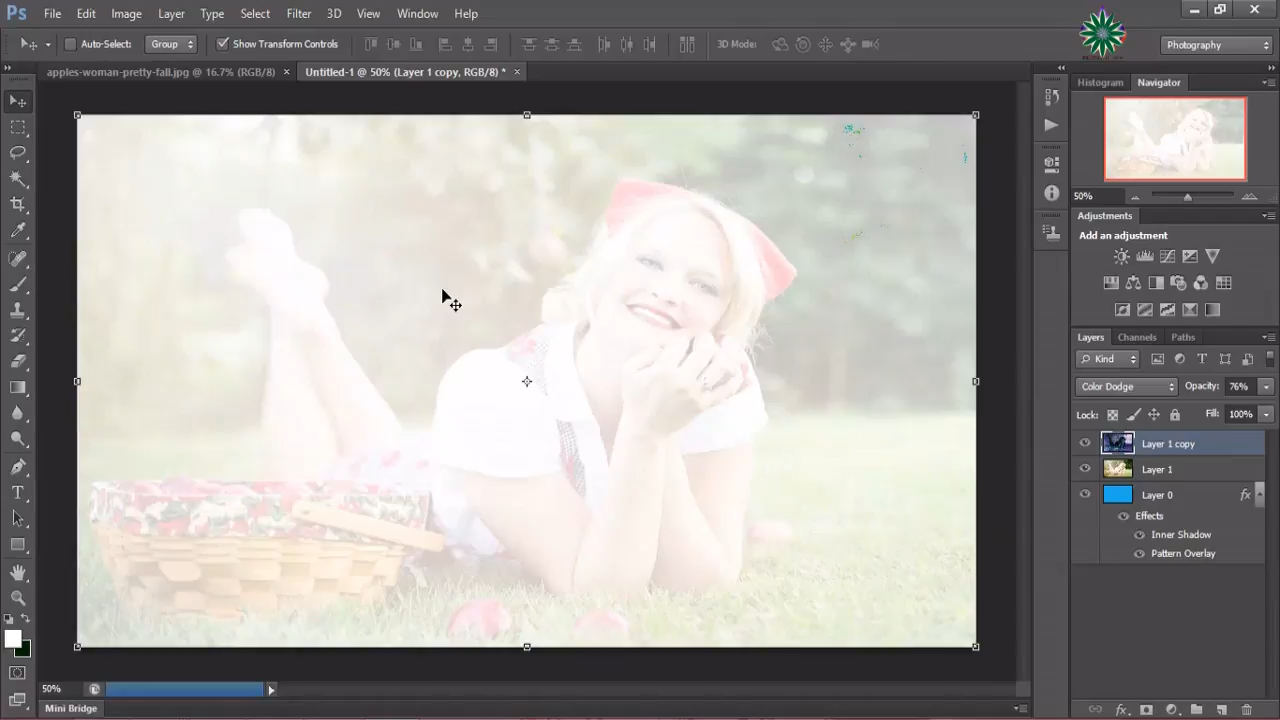 Ps File Edit Image Layer Type Select Filter 3D View Window Help
Auto-Select: Group Show Transform Controls 3D Mode: Photography
apples-woman-pretty-fall.jpg @ 16.7% (RGB/8) × Untitled-1 @ 50% (Layer 1 copy, RGB/8) * ×
Histogram Navigator
50%
Adjustments
Add an adjustment
Layers Channels Paths
Kind
Color Dodge Opacity: 76%
Lock: Fill: 100%
Layer 1 copy
Layer 1
Layer 0 fx
Effects
Inner Shadow
Pattern Overlay
50%
Mini Bridge